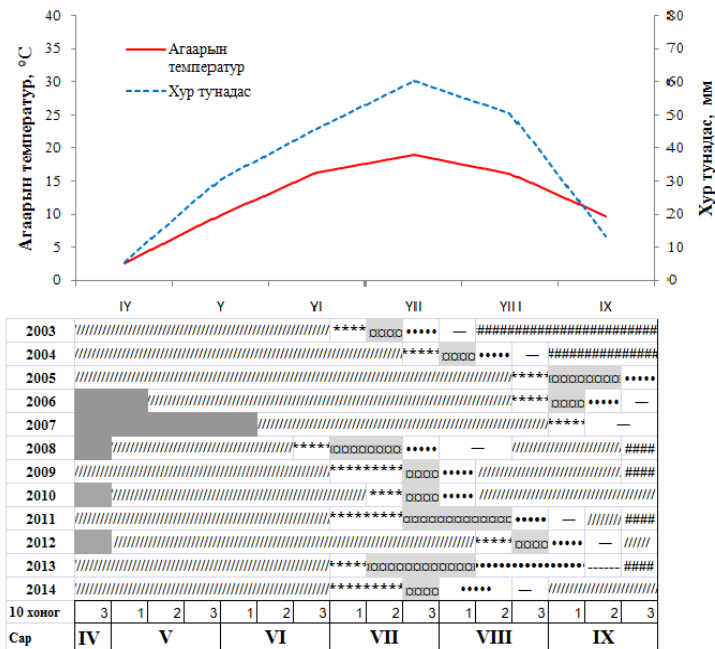 40 80
35 70
30 60
25 50
20 40
15 30
10 20
5 10
0 0
Агаарын температур, °C
Хур тунадас, мм
Агаарын
температур
Хур тунадас
IY Y YI YII YIII IX
2003 — 
2004 — 
2005
2006 — 
2007 — 
2008 — ####
2009 ####
2010
2011 — ####
2012 — //////
2013 ------ ####
2014 — 
10 хоног 3 1 2 3 1 2 3 1 2 3 1 2 3 1 2 3
Сар IV V VI VII VIII IX